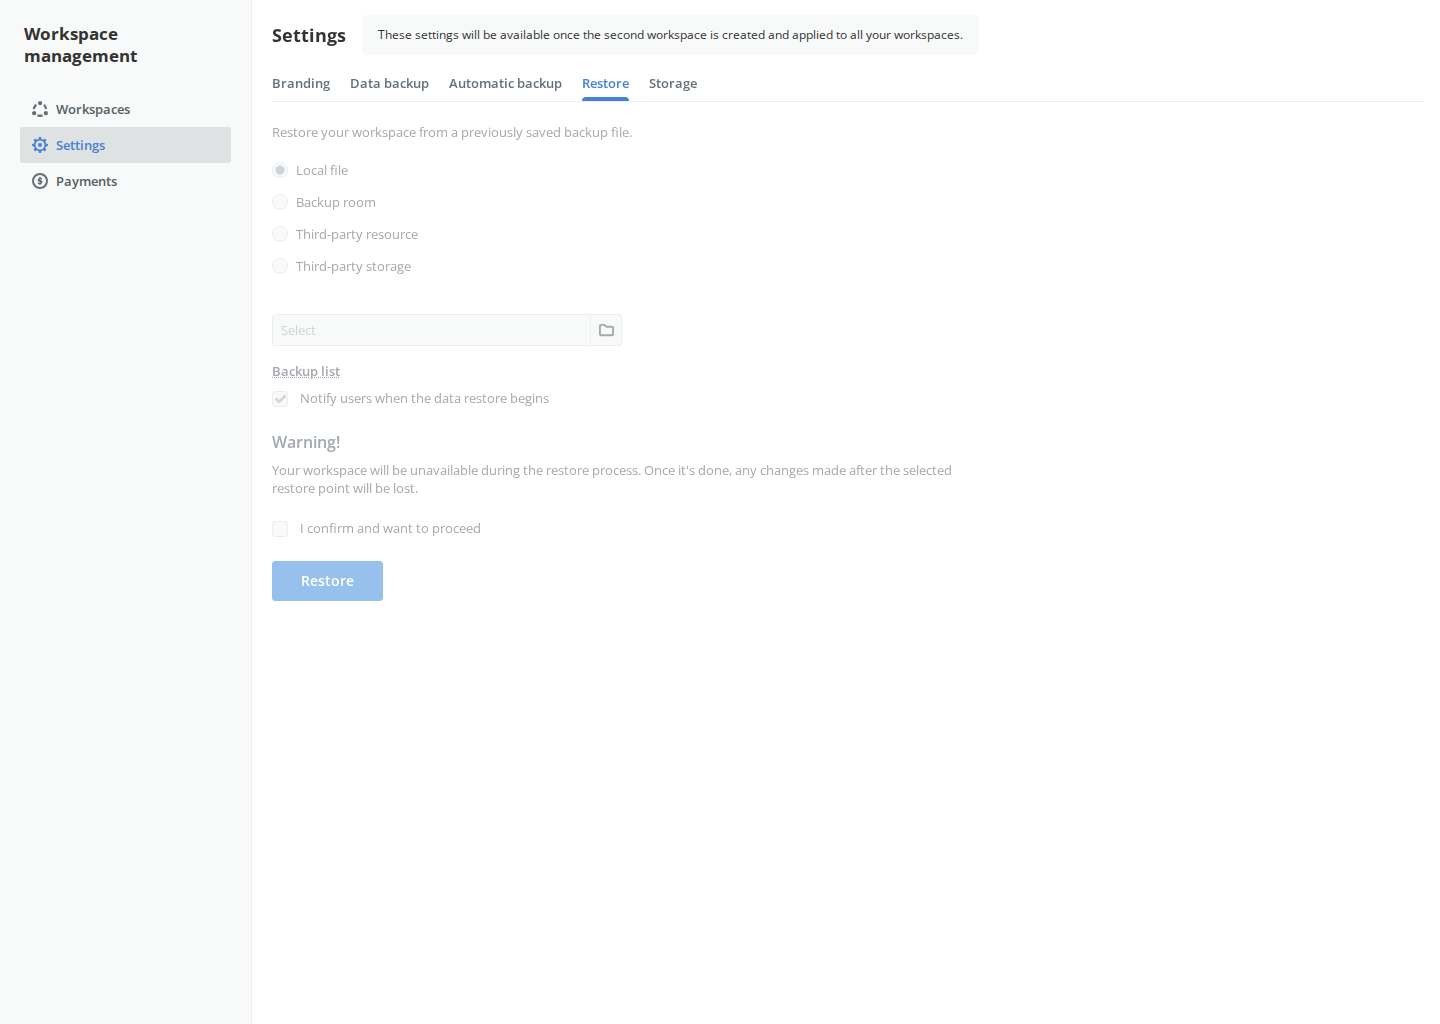 Workspace
management
Workspaces
Settings
Payments
Settings
These settings will be available once the second workspace is created and applied to all your workspaces.
Branding
Data backup
Automatic backup
Restore
Storage
Restore your workspace from a previously saved backup file.
Local file
Backup room
Third-party resource
Third-party storage
Select
Backup list
Notify users when the data restore begins
Warning!
Your workspace will be unavailable during the restore process. Once it's done, any changes made after the selected
restore point will be lost.
I confirm and want to proceed
Restore